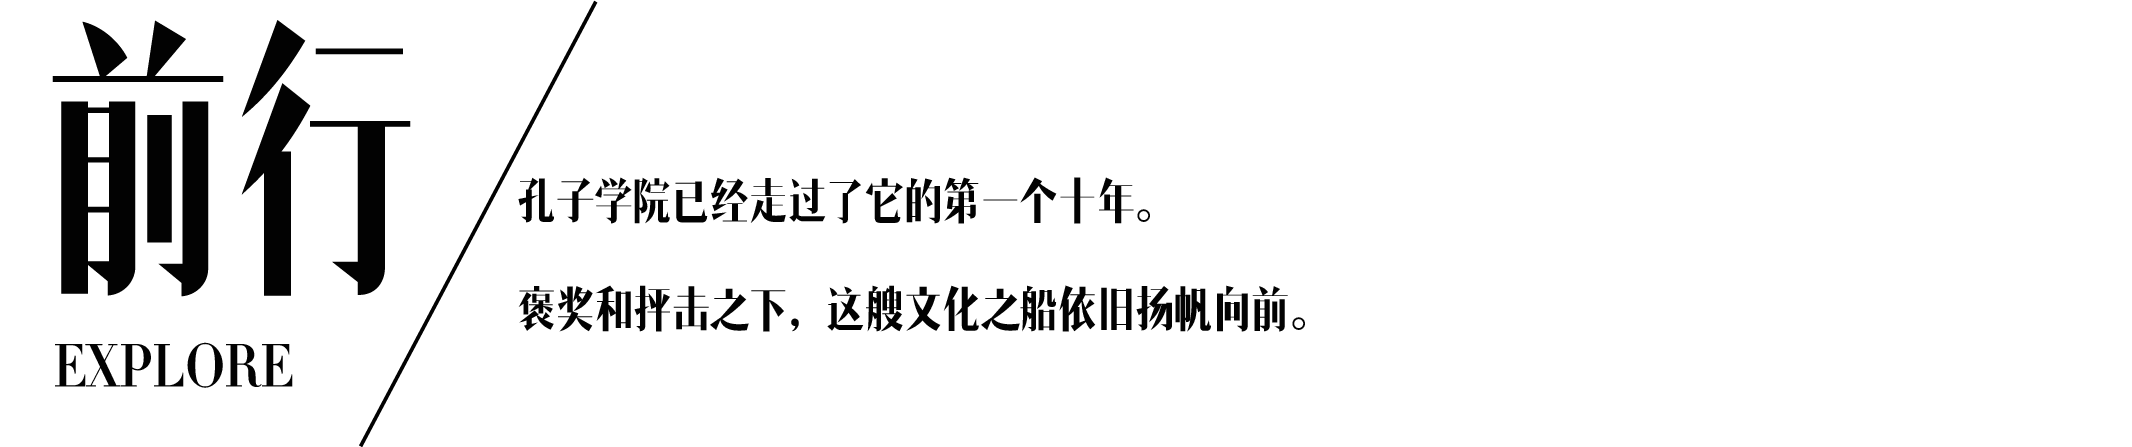 前行
EXPLORE
孔子学院已经走过了它的第一个十年。
褒奖和抨击之下，这艘文化之船依旧扬帆向前。